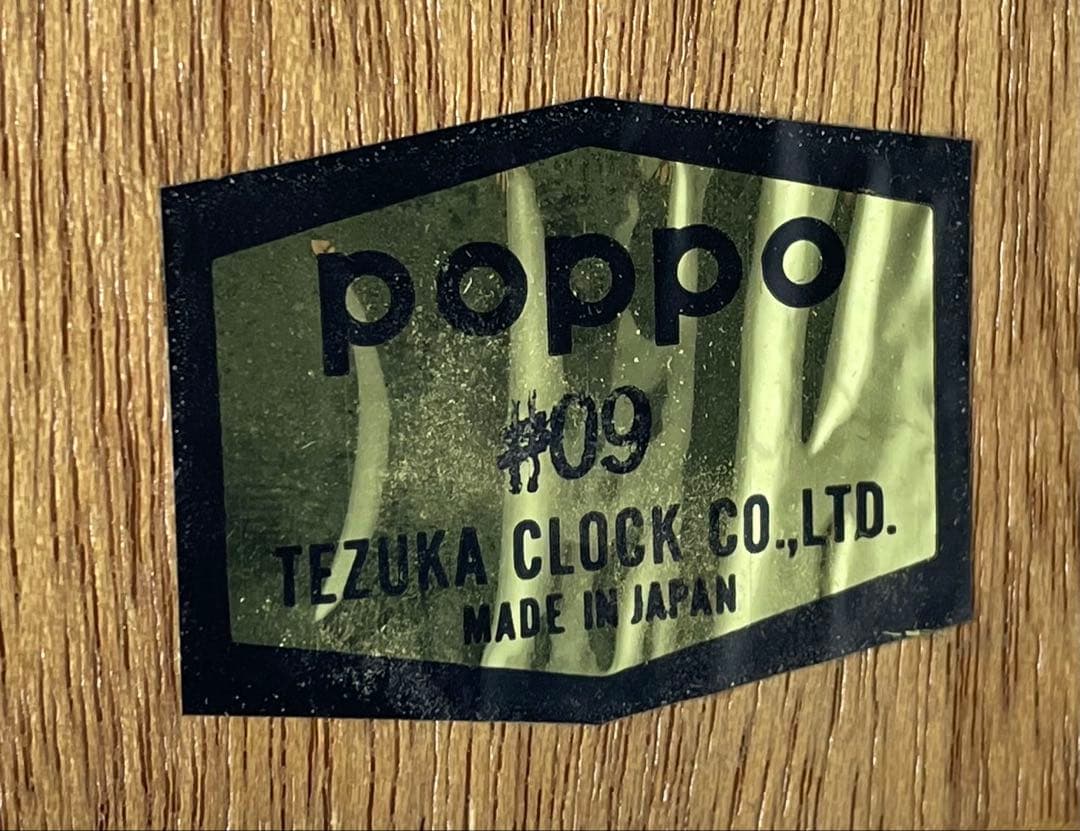 poppo
#09
TEZUKA CLOCK CO.,LTD.
MADE IN JAPAN